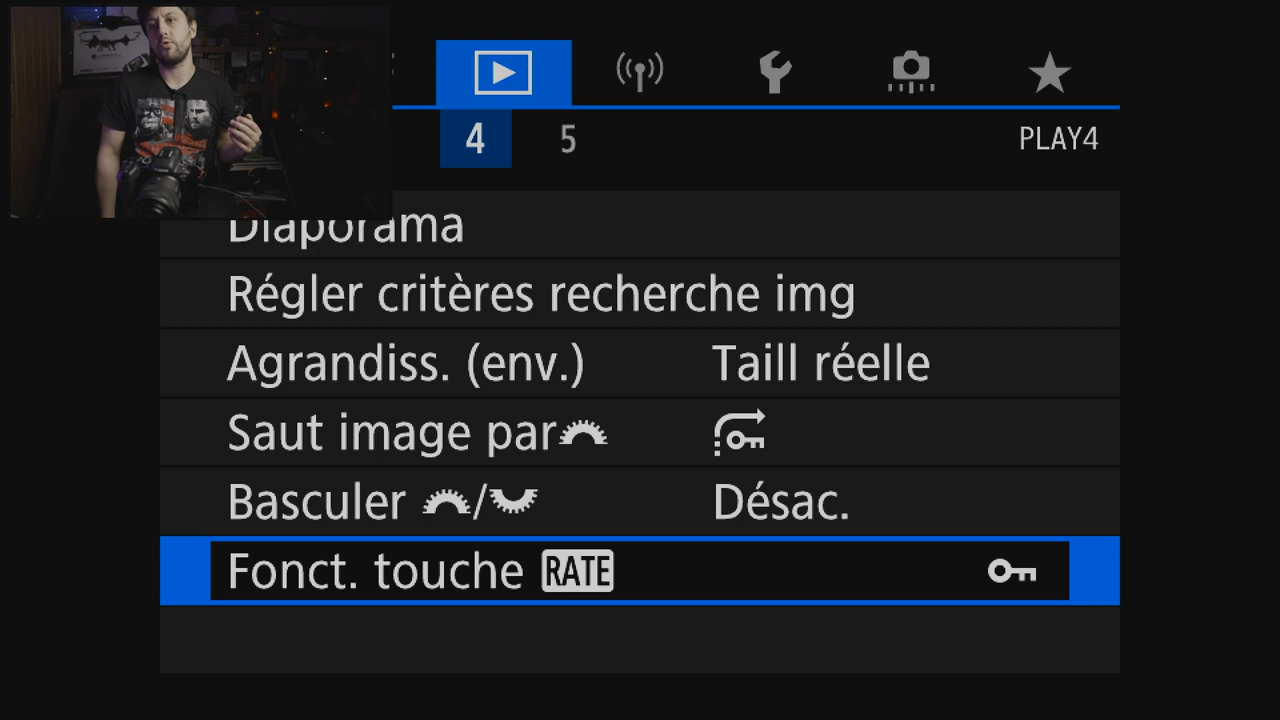 4 5 PLAY4
Diaporama
Régler critères recherche img
Agrandiss. (env.) Taill réelle
Saut image par
Basculer / Désac.
Fonct. touche RATE